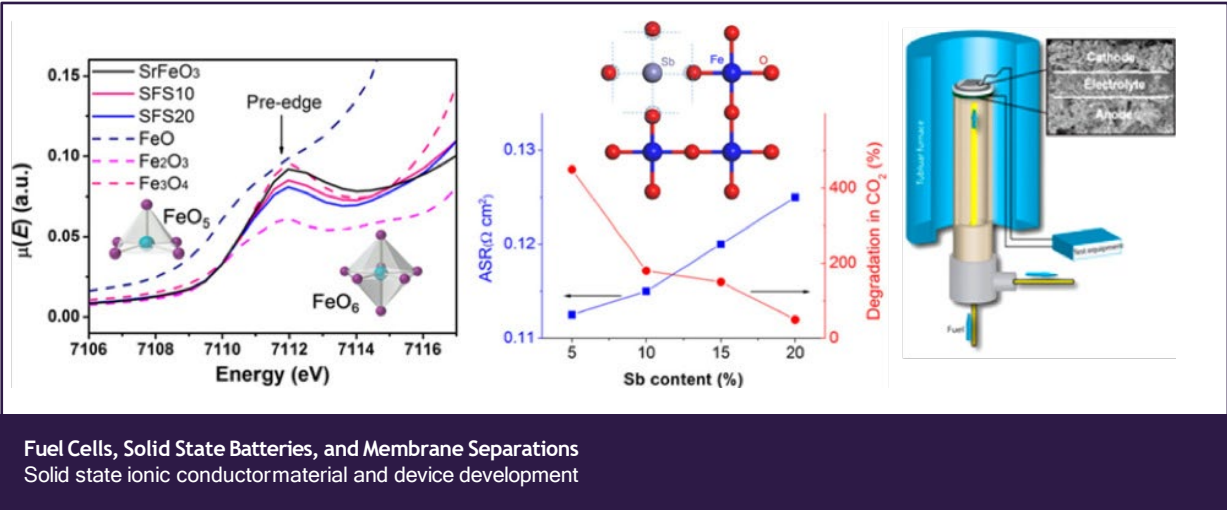 0.15
0.10
0.05
0.00
μ(E) (a.u.)
SrFeO₃
SFS10
SFS20
FeO
Fe₂O₃
Fe₃O₄
Pre-edge
FeO₅
FeO₆
7106 7108 7110 7112 7114 7116
Energy (eV)
Sb
Fe
O
0.13
0.12
0.11
ASR(Ω cm²)
400
200
0
Degradation in CO₂ (%)
5 10 15 20
Sb content (%)
Tubluar furnace
Cathode
Electrolyte
Anode
Test equipment
Fuel
Fuel Cells, Solid State Batteries, and Membrane Separations
Solid state ionic conductormaterial and device development